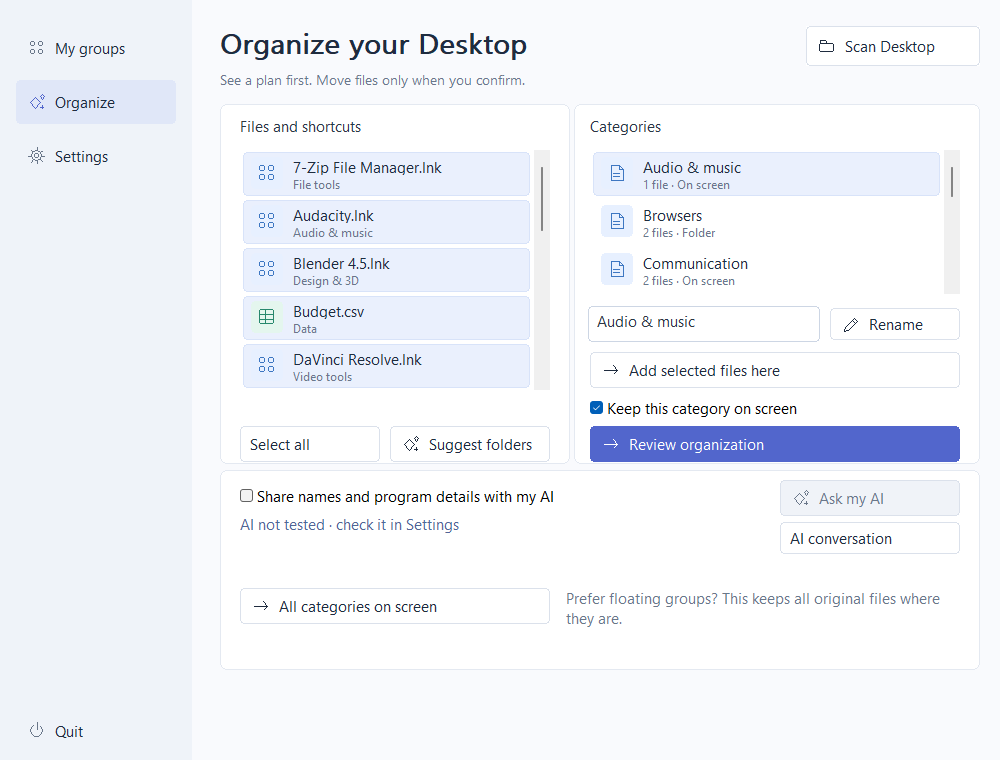 My groups
Organize
Settings
Quit
Organize your Desktop
See a plan first. Move files only when you confirm.
Scan Desktop
Files and shortcuts
7-Zip File Manager.lnk
File tools
Audacity.lnk
Audio & music
Blender 4.5.lnk
Design & 3D
Budget.csv
Data
DaVinci Resolve.lnk
Video tools
Select all
Suggest folders
Categories
Audio & music
1 file · On screen
Browsers
2 files · Folder
Communication
2 files · On screen
Audio & music
Rename
Add selected files here
Keep this category on screen
Review organization
Share names and program details with my AI
AI not tested · check it in Settings
Ask my AI
AI conversation
All categories on screen
Prefer floating groups? This keeps all original files where
they are.